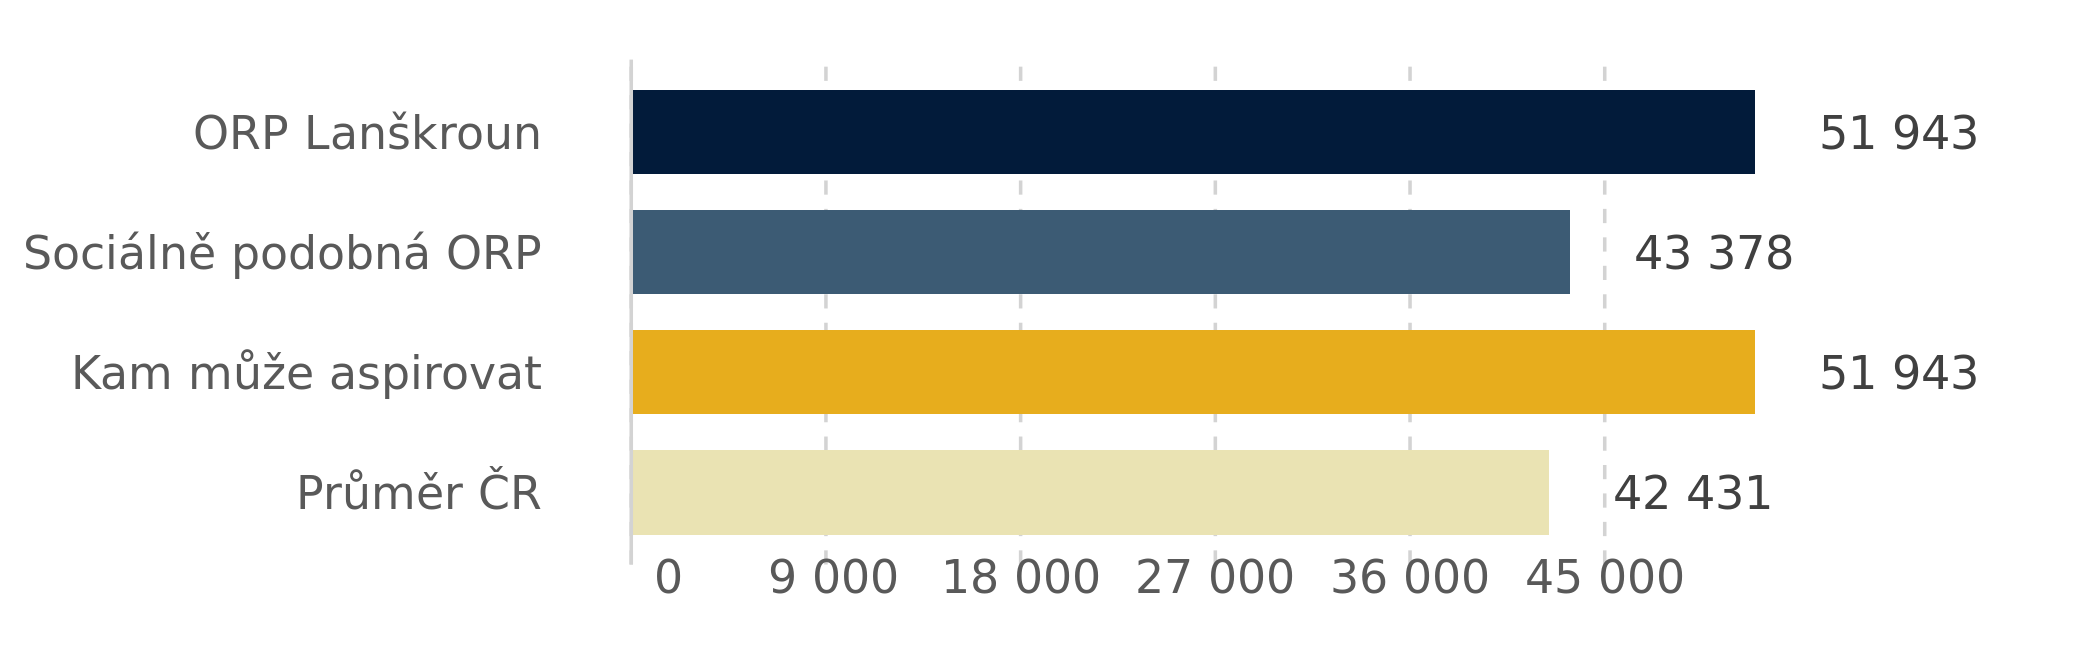 ORP Lanškroun 51 943
Sociálně podobná ORP 43 378
Kam může aspirovat 51 943
Průměr ČR 42 431
0 9 000 18 000 27 000 36 000 45 000